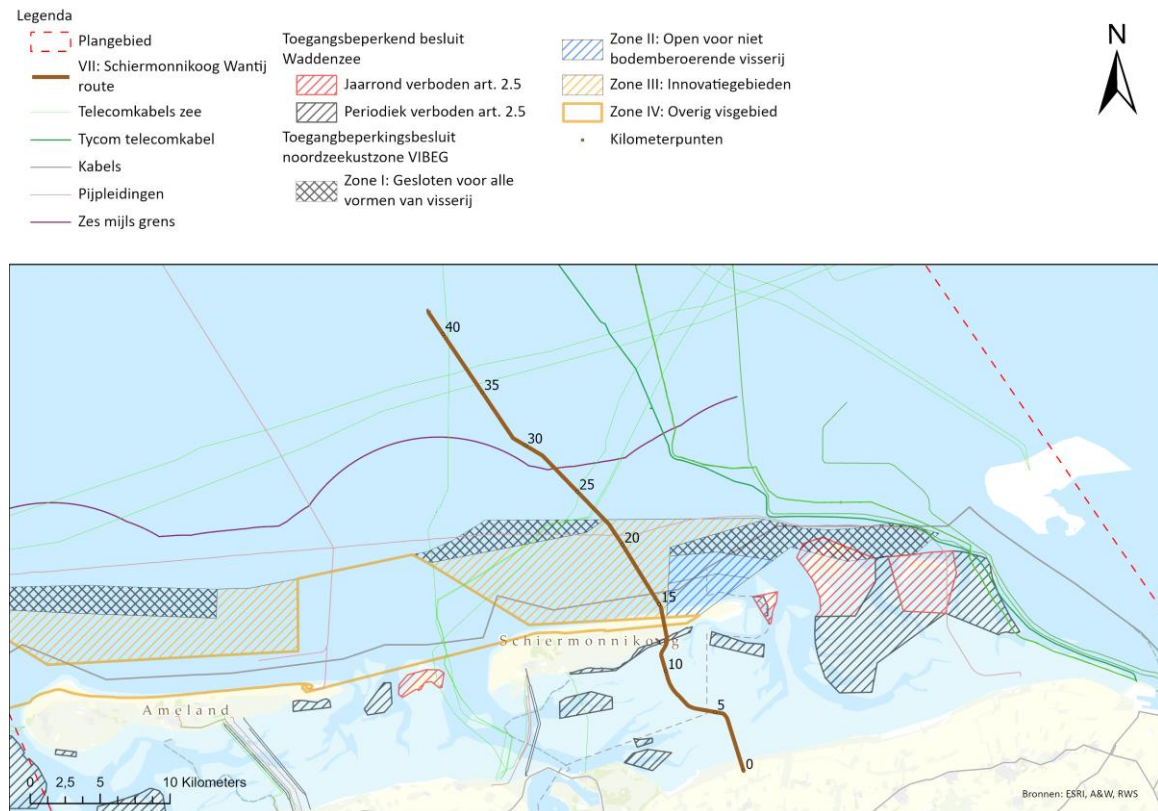 Legenda
Plangebied
VII: Schiermonnikoog Wantij
route
Telecomkabels zee
Tycom telecomkabel
Kabels
Pijpleidingen
Zes mijls grens
Toegangsbeperkend besluit
Waddenzee
Jaarrond verboden art. 2.5
Periodiek verboden art. 2.5
Toegangbeperkingsbesluit
noordzeekustzone VIBEG
Zone I: Gesloten voor alle
vormen van visserij
Zone II: Open voor niet
bodemberoerende visserij
Zone III: Innovatiegebieden
Zone IV: Overig visgebied
Kilometerpunten
N
40
35
30
25
20
15
Schiermonnikoog
10
5
Ameland
0
0 2,5 5 10 Kilometers
Bronnen: ESRI, A&W, RWS